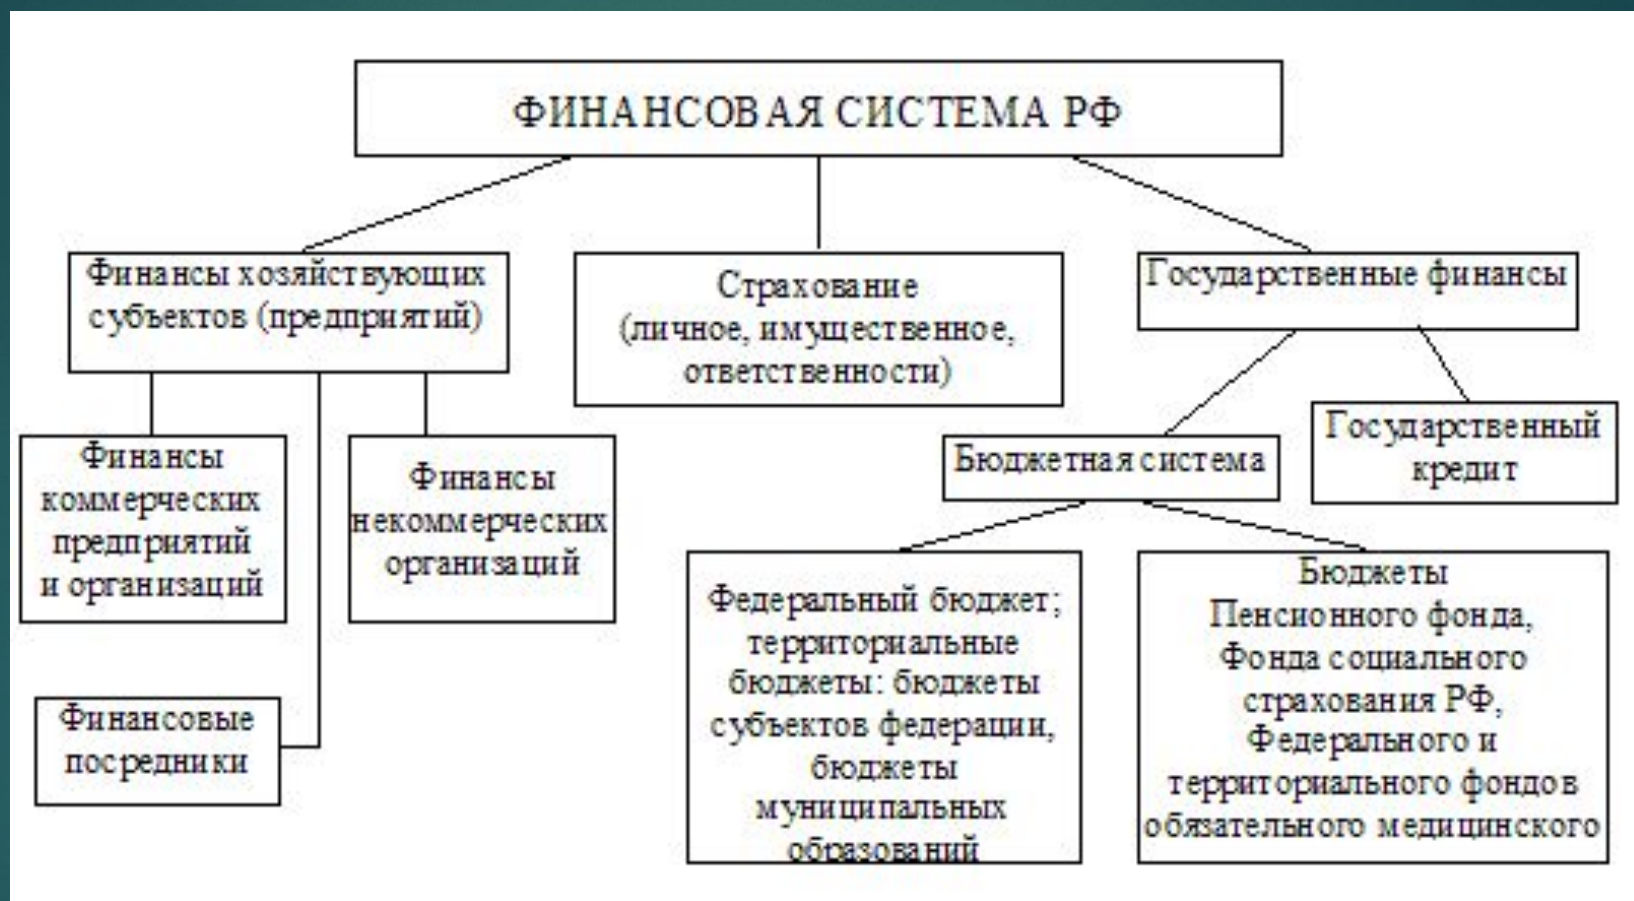 ФИНАНСОВАЯ СИСТЕМА РФ
Финансы хозяйствующих
субъектов (предприятий)
Страхование
(личное, имущественное,
ответственности)
Государственные финансы
Финансы
коммерческих
предприятий
и организаций
Финансы
некоммерческих
организаций
Финансовые
посредники
Бюджетная система
Государственный
кредит
Федеральный бюджет;
территориальные
бюджеты: бюджеты
субъектов федерации,
бюджеты
муниципальных
образований
Бюджеты
Пенсионного фонда,
Фонда социального
страхования РФ,
Федерального и
территориального фондов
обязательного медицинского